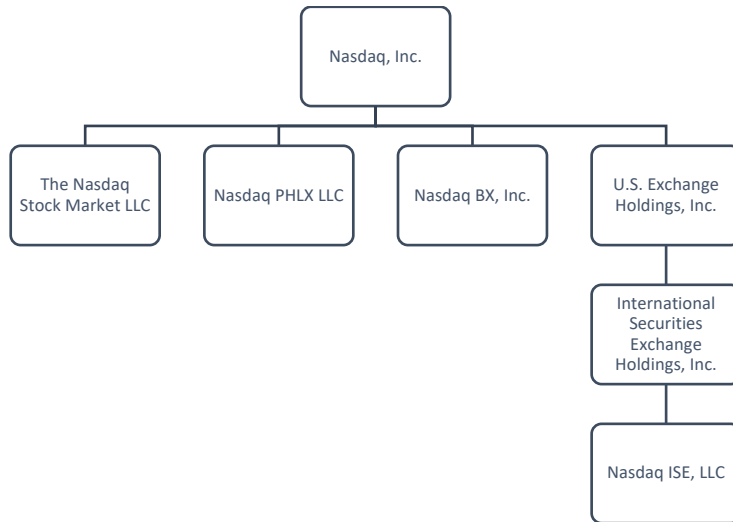 Nasdaq, Inc.
The Nasdaq
Stock Market LLC
Nasdaq PHLX LLC
Nasdaq BX, Inc.
U.S. Exchange
Holdings, Inc.
International
Securities
Exchange
Holdings, Inc.
Nasdaq ISE, LLC